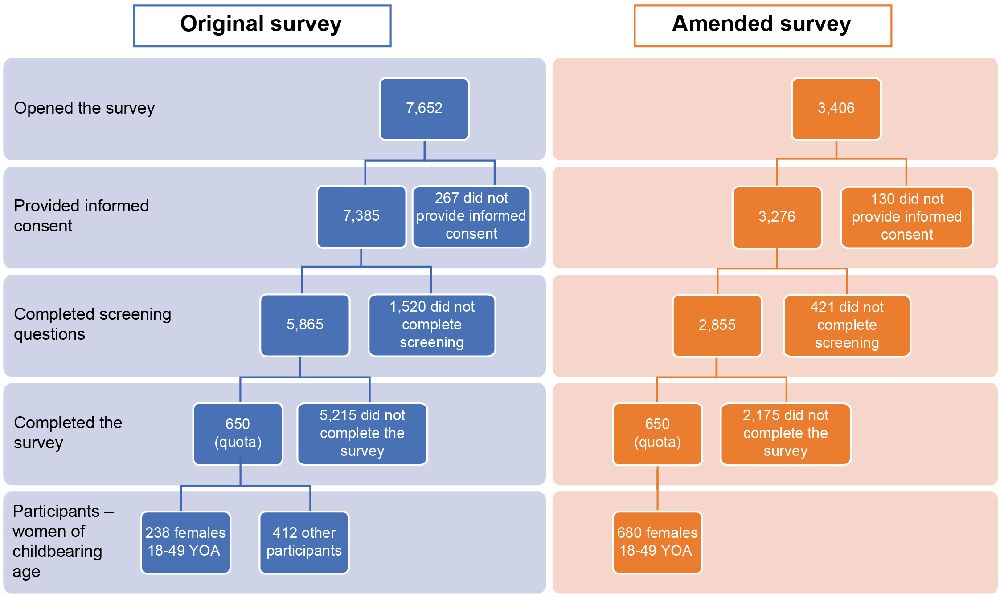 Original survey
Amended survey
Opened the survey
7,652
3,406
Provided informed
consent
7,385
267 did not
provide informed
consent
3,276
130 did not
provide informed
consent
Completed screening
questions
5,865
1,520 did not
complete
screening
2,855
421 did not
complete
screening
Completed the
survey
650
(quota)
5,215 did not
complete the
survey
650
(quota)
2,175 did not
complete the
survey
Participants –
women of
childbearing
age
238 females
18-49 YOA
412 other
participants
680 females
18-49 YOA